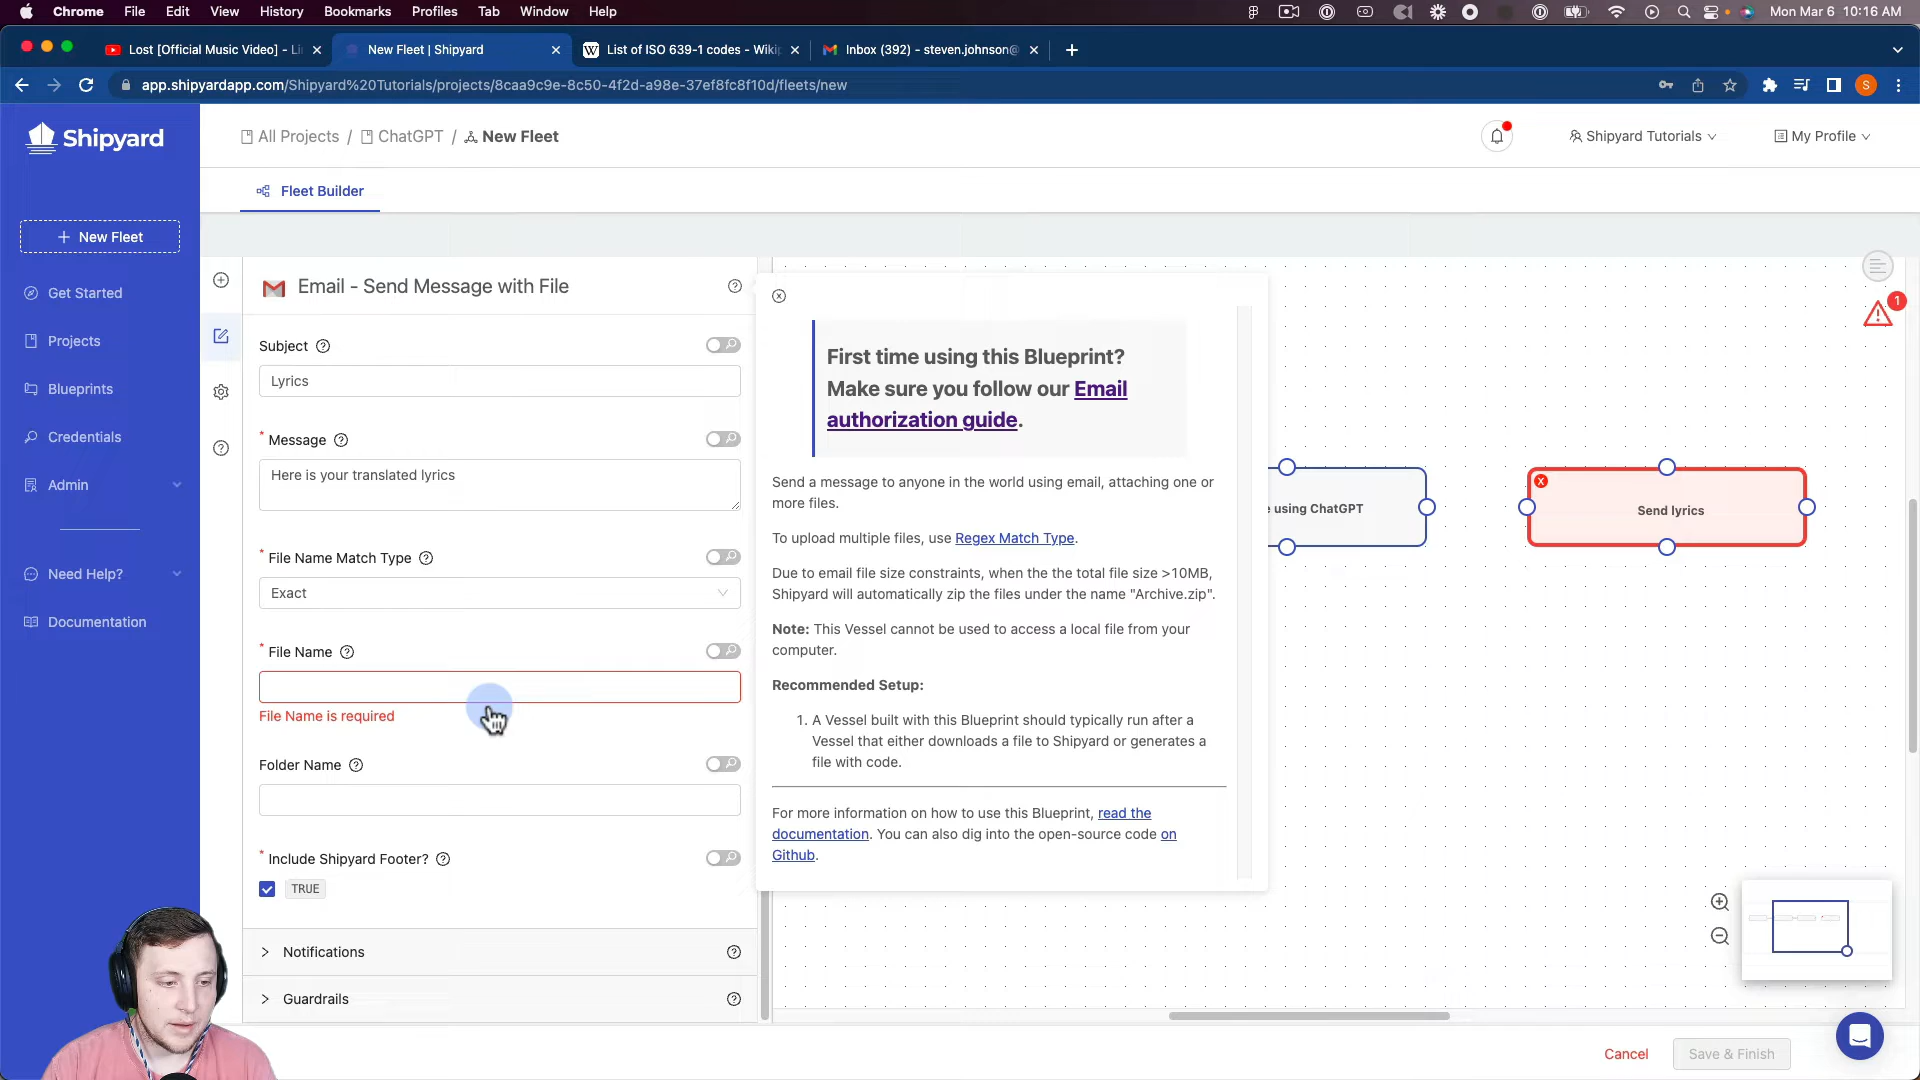 Chrome File Edit View History Bookmarks Profiles Tab Window Help Mon Mar 6 10:16 AM
Lost [Official Music Video] - Li New Fleet | Shipyard List of ISO 639-1 codes - Wiki Inbox (392) - steven.johnson@
app.shipyardapp.com/Shipyard%20Tutorials/projects/8caa9c9e-8c50-4f2d-a98e-37ef8fc8f10d/fleets/new S
Shipyard
All Projects / ChatGPT / New Fleet
Shipyard Tutorials
My Profile
Fleet Builder
+ New Fleet
Get Started
Projects
Blueprints
Credentials
Admin
Need Help?
Documentation
Email - Send Message with File
Subject
Lyrics
* Message
Here is your translated lyrics
* File Name Match Type
Exact
* File Name
File Name is required
Folder Name
* Include Shipyard Footer?
TRUE
Notifications
Guardrails
First time using this Blueprint?
Make sure you follow our Email
authorization guide.
Send a message to anyone in the world using email, attaching one or
more files.
To upload multiple files, use Regex Match Type.
Due to email file size constraints, when the the total file size >10MB,
Shipyard will automatically zip the files under the name "Archive.zip".
Note: This Vessel cannot be used to access a local file from your
computer.
Recommended Setup:
1. A Vessel built with this Blueprint should typically run after a
Vessel that either downloads a file to Shipyard or generates a
file with code.
For more information on how to use this Blueprint, read the
documentation. You can also dig into the open-source code on
Github.
e using ChatGPT
Send lyrics
1
Cancel
Save & Finish